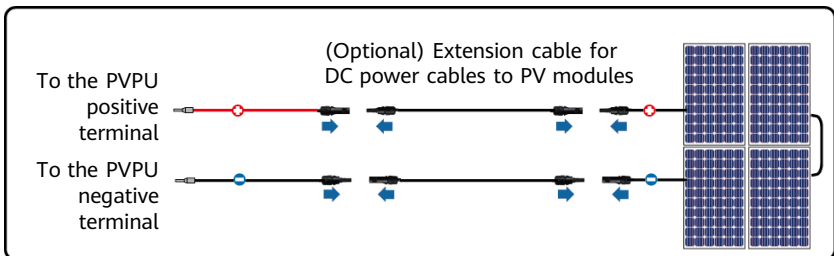 (Optional) Extension cable for
DC power cables to PV modules
To the PVPU
positive
terminal
To the PVPU
negative
terminal